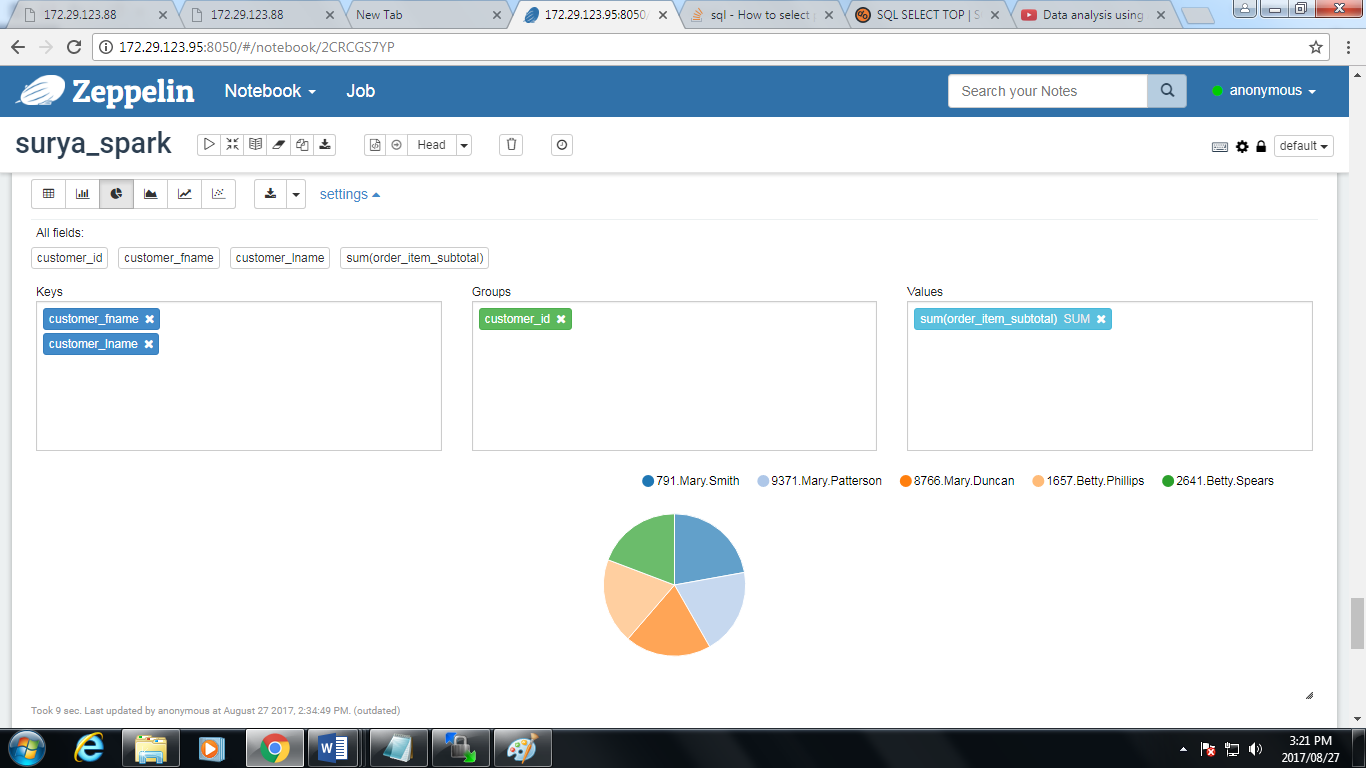 172.29.123.88
172.29.123.88
New Tab
172.29.123.95:8050/
sql - How to select
SQL SELECT TOP | S
Data analysis using
172.29.123.95:8050/#/notebook/2CRCGS7YP
Zeppelin
Notebook
Job
Search your Notes
anonymous
surya_spark
Head
default
settings
All fields:
customer_id customer_fname customer_lname sum(order_item_subtotal)
Keys
customer_fname
customer_lname
Groups
customer_id
Values
sum(order_item_subtotal) SUM
791.Mary.Smith 9371.Mary.Patterson 8766.Mary.Duncan 1657.Betty.Phillips 2641.Betty.Spears
Took 9 sec. Last updated by anonymous at August 27 2017, 2:34:49 PM. (outdated)
3:21 PM
2017/08/27